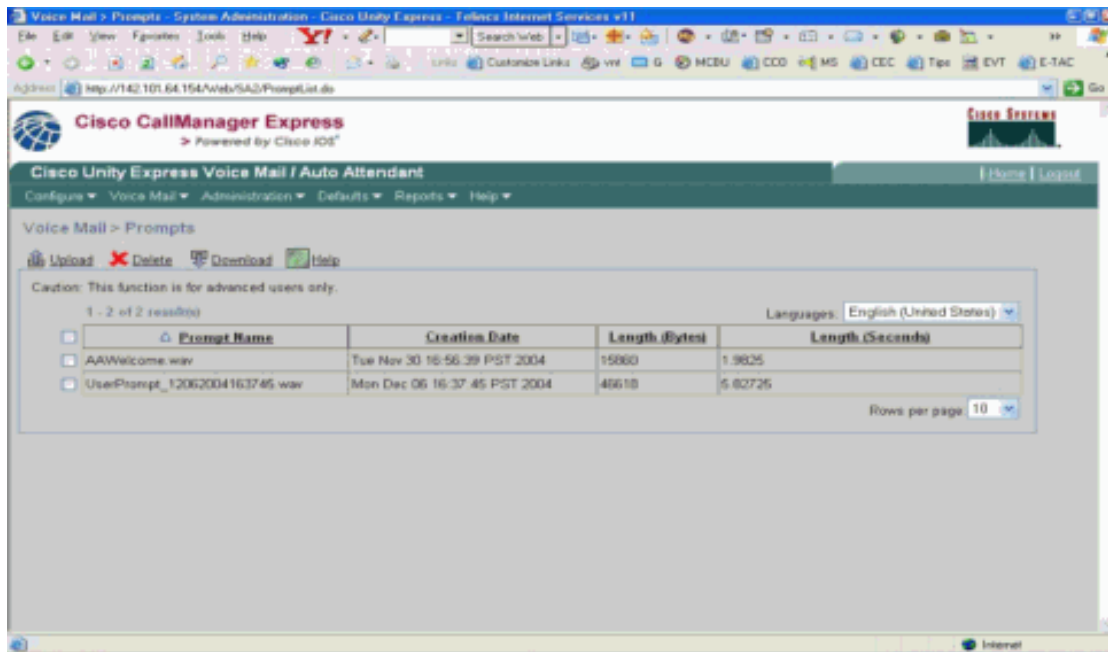 Voice Mail > Prompts - System Administration - Cisco Unity Express - Telinco Internet Services v11
File Edit View Favorites Tools Help Y! Search Web
Links Customize Links vnt G MCBU CCO MS CEC Tips EVT E-TAC
Address http://142.101.64.154/Web/SA2/PromptList.do Go
Cisco CallManager Express
> Powered by Cisco IOS
CISCO SYSTEMS
Cisco Unity Express Voice Mail / Auto Attendant
Home | Logout
Configure Voice Mail Administration Defaults Reports Help
Voice Mail > Prompts
Upload Delete Download Help
Caution: This function is for advanced users only.
1 - 2 of 2 result(s) Languages: English (United States)
Prompt Name Creation Date Length (Bytes) Length (Seconds)
AAWelcome.wav Tue Nov 30 16:56:39 PST 2004 15860 1.9825
UserPrompt_12062004163745.wav Mon Dec 06 16:37:45 PST 2004 46618 5.82725
Rows per page: 10
Internet